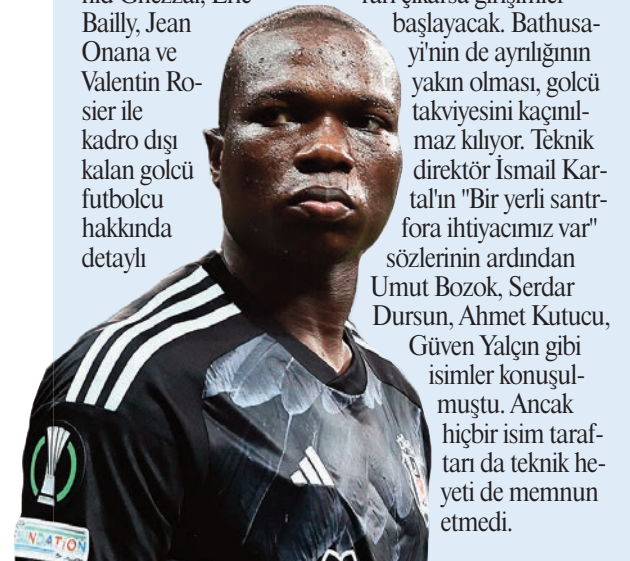 Bailly, Jean
Onana ve
Valentin Ro-
sier ile
kadro dışı
kalan golcü
futbolcu
hakkında
detaylı
başlayacak. Bathusa-
yi'nin de ayrılığının
yakın olması, golcü
takviyesini kaçınıl-
maz kılıyor. Teknik
direktör İsmail Kar-
tal'ın "Bir yerli santr-
fora ihtiyacımız var"
sözlerinin ardından
Umut Bozok, Serdar
Dursun, Ahmet Kutucu,
Güven Yalçın gibi
isimler konuşul-
muştu. Ancak
hiçbir isim taraf-
tarı da teknik he-
yeti de memnun
etmedi.